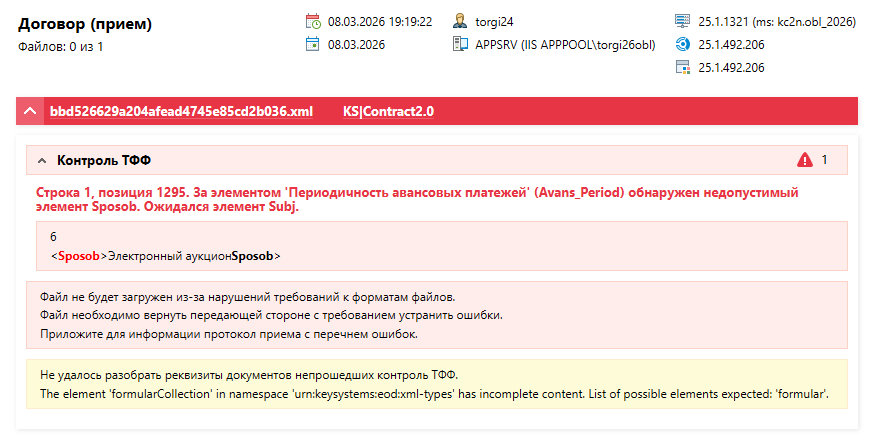 Договор (прием)
Файлов: 0 из 1
08.03.2026 19:19:22
08.03.2026
torgi24
APPSRV (IIS APPPOOL\torgi26obl)
25.1.1321 (ms: kc2n.obl_2026)
25.1.492.206
25.1.492.206
bbd526629a204afead4745e85cd2b036.xml KS|Contract2.0
Контроль ТФФ 1
Строка 1, позиция 1295. За элементом 'Периодичность авансовых платежей' (Avans_Period) обнаружен недопустимый
элемент Sposob. Ожидался элемент Subj.
6
<Sposob>Электронный аукционSposob>
Файл не будет загружен из-за нарушений требований к форматам файлов.
Файл необходимо вернуть передающей стороне с требованием устранить ошибки.
Приложите для информации протокол приема с перечнем ошибок.
Не удалось разобрать реквизиты документов непрошедших контроль ТФФ.
The element 'formularCollection' in namespace 'urn:keysystems:eod:xml-types' has incomplete content. List of possible elements expected: 'formular'.